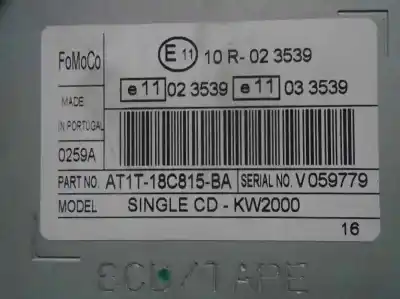 FoMoCo
E 11 10 R- 02 3539
e 11 02 3539 e 11 03 3539
MADE
IN PORTUGAL
0259A
PART NO. AT1T-18C815-BA SERIAL NO. V 059779
MODEL SINGLE CD - KW2000
16
6CD/TAPE